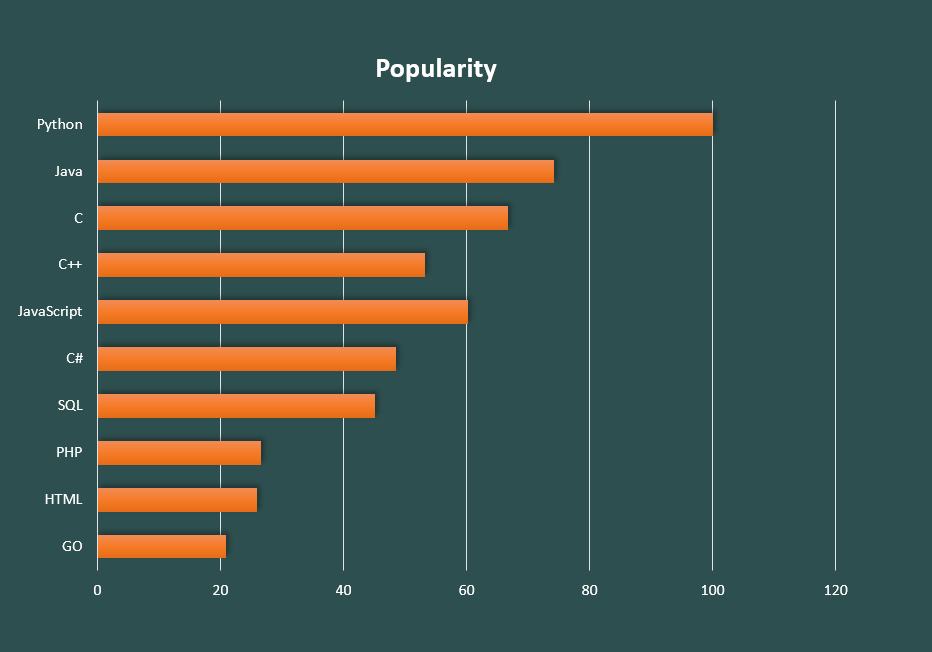 Popularity
Python
Java
C
C++
JavaScript
C#
SQL
PHP
HTML
GO
0 20 40 60 80 100 120